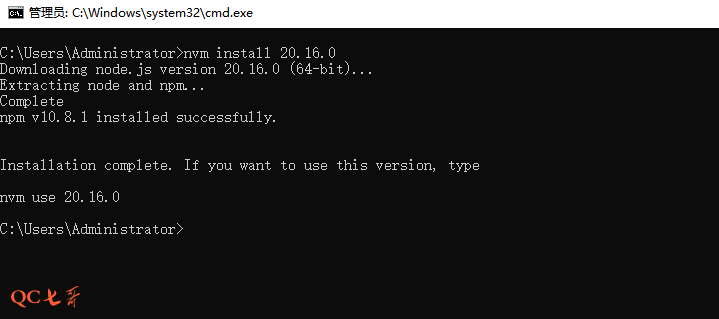 管理员: C:\Windows\system32\cmd.exe
C:\Users\Administrator>nvm install 20.16.0
Downloading node.js version 20.16.0 (64-bit)...
Extracting node and npm...
Complete
npm v10.8.1 installed successfully.
Installation complete. If you want to use this version, type
nvm use 20.16.0
C:\Users\Administrator>
QC七哥